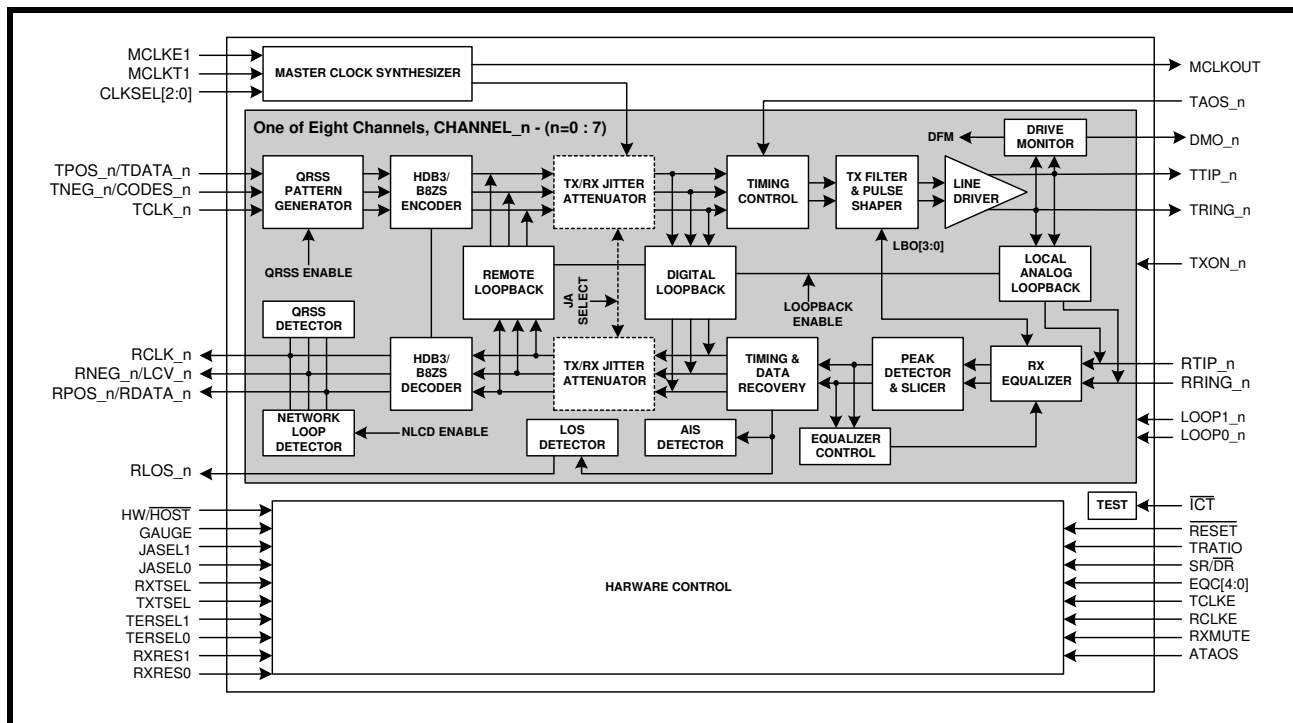 MCLKE1
MCLKT1
CLKSEL[2:0]
MASTER CLOCK SYNTHESIZER
MCLKOUT
TAOS_n
One of Eight Channels, CHANNEL_n - (n=0 : 7)
DFM
DRIVE
MONITOR
DMO_n
TPOS_n/TDATA_n
TNEG_n/CODES_n
TCLK_n
QRSS
PATTERN
GENERATOR
HDB3/
B8ZS
ENCODER
TX/RX JITTER
ATTENUATOR
TIMING
CONTROL
TX FILTER
& PULSE
SHAPER
LINE
DRIVER
TTIP_n
TRING_n
LBO[3:0]
QRSS ENABLE
REMOTE
LOOPBACK
JA
SELECT
DIGITAL
LOOPBACK
LOOPBACK
ENABLE
LOCAL
ANALOG
LOOPBACK
TXON_n
QRSS
DETECTOR
RCLK_n
RNEG_n/LCV_n
RPOS_n/RDATA_n
HDB3/
B8ZS
DECODER
TX/RX JITTER
ATTENUATOR
TIMING &
DATA
RECOVERY
PEAK
DETECTOR
& SLICER
RX
EQUALIZER
RTIP_n
RRING_n
NETWORK
LOOP
DETECTOR
NLCD ENABLE
LOS
DETECTOR
AIS
DETECTOR
EQUALIZER
CONTROL
LOOP1_n
LOOP0_n
RLOS_n
TEST
ICT
HW/HOST
GAUGE
JASEL1
JASEL0
RXTSEL
TXTSEL
TERSEL1
TERSEL0
RXRES1
RXRES0
HARWARE CONTROL
RESET
TRATIO
SR/DR
EQC[4:0]
TCLKE
RCLKE
RXMUTE
ATAOS